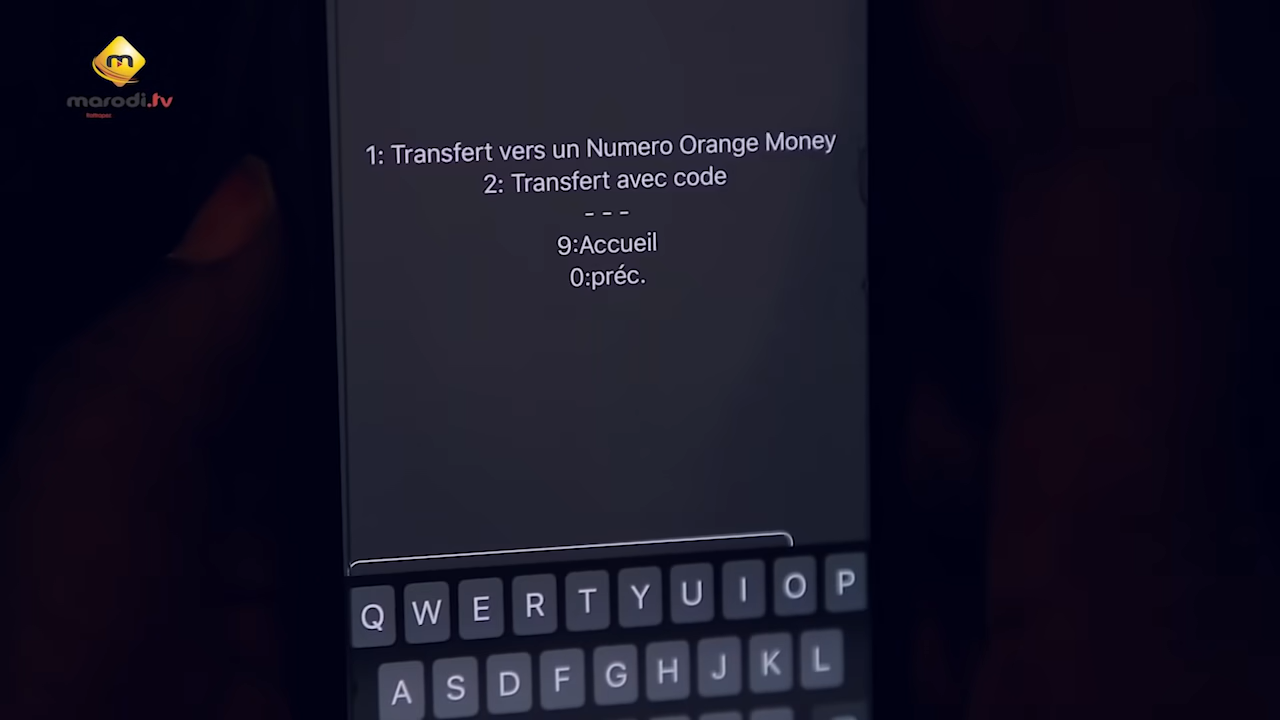 marodi.tv
1: Transfert vers un Numero Orange Money
2: Transfert avec code
- - -
9:Accueil
0:préc.
Q W E R T Y U I O P
A S D F G H J K L